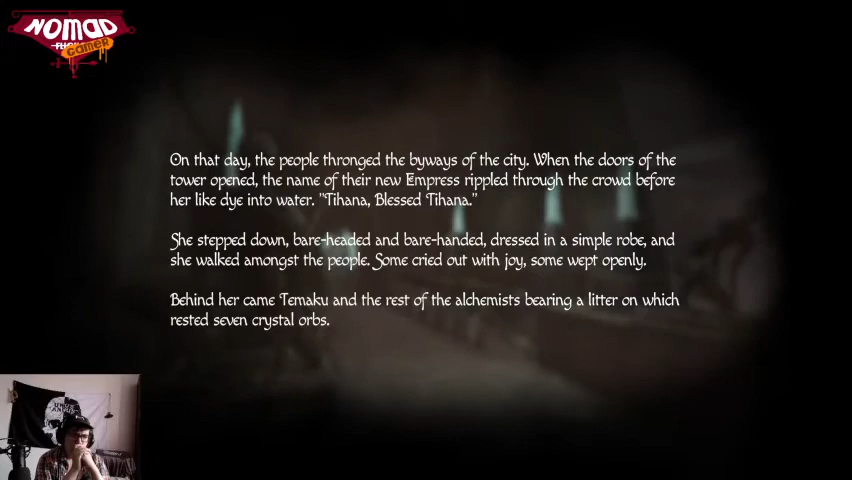 NOMAD
GAMER
On that day, the people thronged the byways of the city. When the doors of the
tower opened, the name of their new Empress rippled through the crowd before
her like dye into water. "Tihana, Blessed Tihana."
She stepped down, bare-headed and bare-handed, dressed in a simple robe, and
she walked amongst the people. Some cried out with joy, some wept openly.
Behind her came Temaku and the rest of the alchemists bearing a litter on which
rested seven crystal orbs.